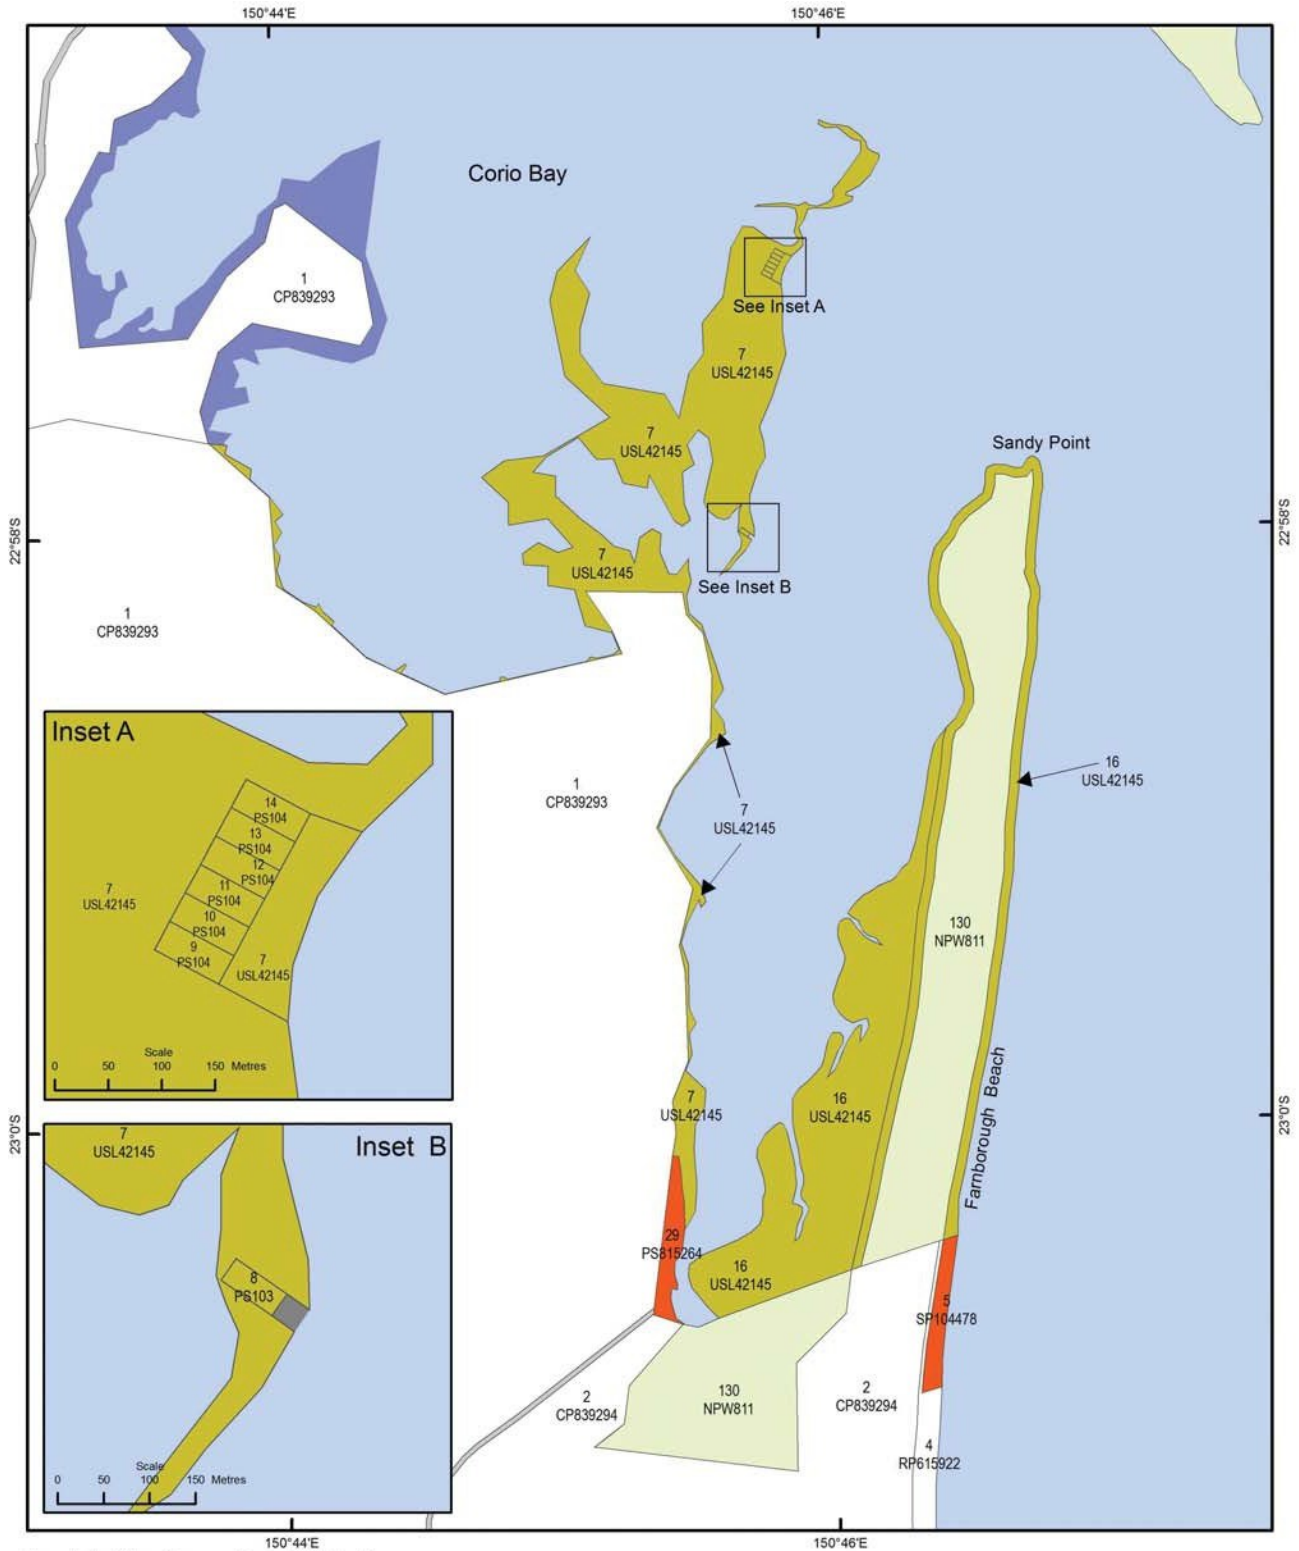 150°44'E
150°46'E
Corio Bay
1
CP839293
See Inset A
7
USL42145
7
USL42145
Sandy Point
22°58'S
22°58'S
7
USL42145
See Inset B
1
CP839293
Inset A
14
PS104
13
PS104
12
PS104
11
PS104
10
PS104
9
PS104
7
USL42145
7
USL42145
Scale
0 50 100 150 Metres
1
CP839293
7
USL42145
16
USL42145
130
NPW811
Farnborough Beach
7
USL42145
16
USL42145
23°0'S
23°0'S
Inset B
7
USL42145
8
PS103
Scale
0 50 100 150 Metres
29
PS815264
16
USL42145
5
SP104478
2
CP839294
130
NPW811
2
CP839294
4
RP615922
150°44'E
150°46'E